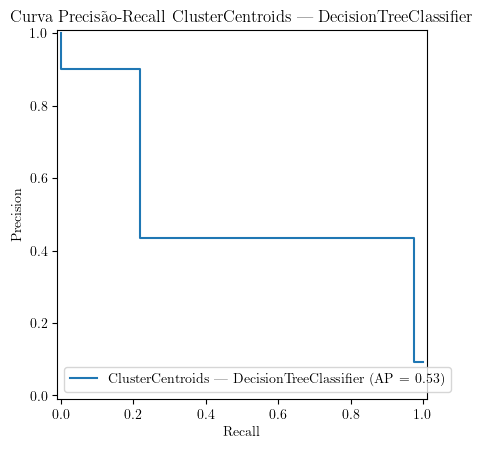 Curva Precisão-Recall ClusterCentroids — DecisionTreeClassifier
1.0
0.8
0.6
0.4
0.2
0.0
Precision
ClusterCentroids — DecisionTreeClassifier (AP = 0.53)
0.0 0.2 0.4 0.6 0.8 1.0
Recall